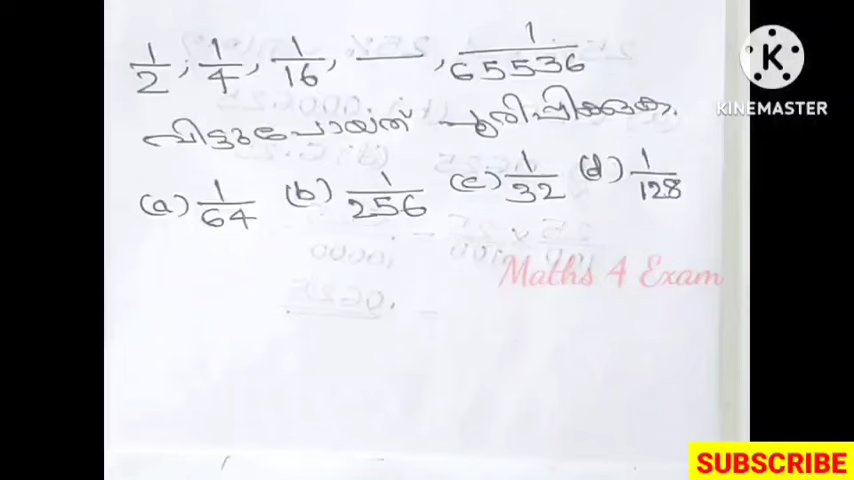 1/2, 1/4, 1/16, ___, 1/65536
വിട്ടുപോയത് പൂരിപ്പിക്കുക.
(a) 1/64 (b) 1/256 (c) 1/32 (d) 1/128
KINEMASTER
Maths 4 Exam
SUBSCRIBE